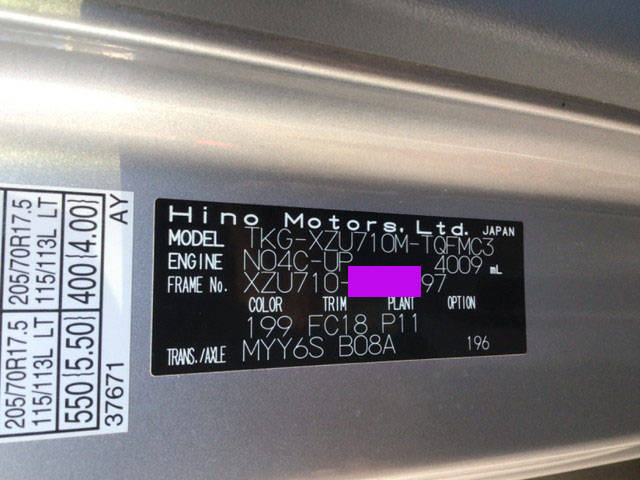 205/70R17.5 205/70R17.5
115/113L LT 115/113L LT
550{5.50} 400{4.00}
37671 AY
Hino Motors, Ltd. JAPAN
MODEL TKG-XZU710M-TQFMC3
ENGINE N04C-UP 4009 mL
FRAME No. XZU710- 97
COLOR TRIM PLANT OPTION
199 FC18 P11
TRANS./AXLE MYY6S B08A 196